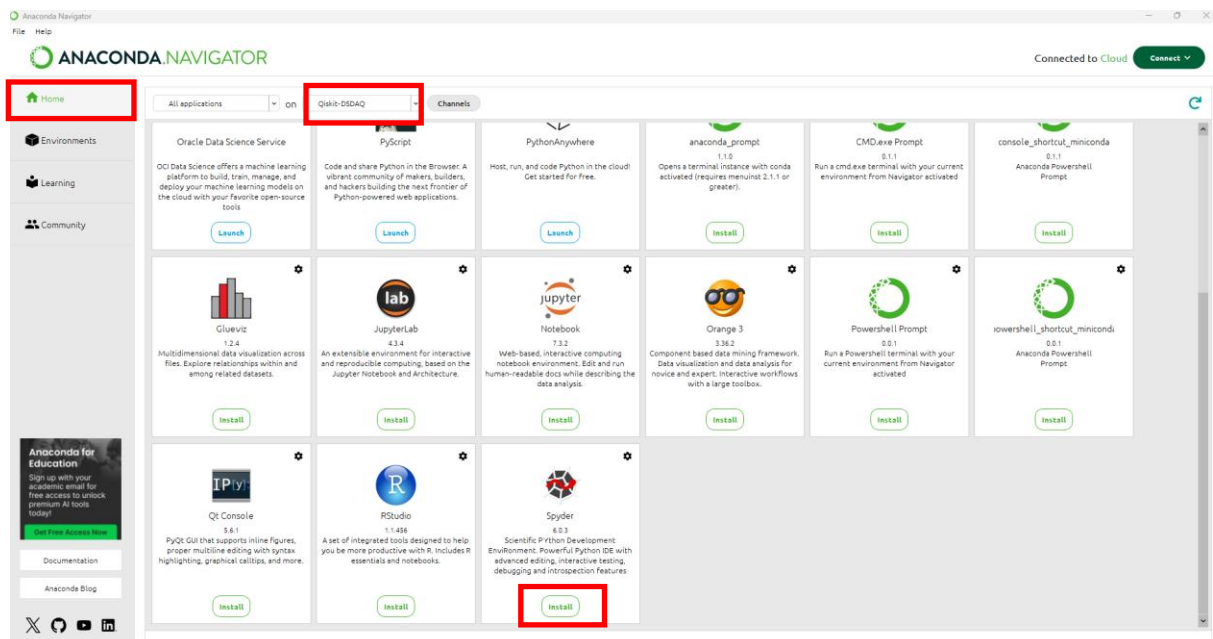 Anaconda Navigator
File Help
ANACONDA.NAVIGATOR
Connected to Cloud
Connect
Home
Environments
Learning
Community
All applications
on
Qiskit-DSDAQ
Channels
Oracle Data Science Service
OCI Data Science offers a machine learning
platform to build, train, manage, and
deploy your machine learning models on
the cloud with your favorite open-source
tools
Launch
PyScript
Code and share Python in the Browser. A
vibrant community of makers, builders,
and hackers building the next frontier of
Python-powered web applications.
Launch
PythonAnywhere
Host, run, and code Python in the cloud!
Get started for free.
Launch
anaconda_prompt
1.1.0
Opens a terminal instance with conda
activated (requires menuinst 2.1.1 or
greater).
Install
CMD.exe Prompt
0.1.1
Run a cmd.exe terminal with your current
environment from Navigator activated
Install
console_shortcut_miniconda
0.1.1
Anaconda Powershell
Prompt
Install
Glueviz
1.2.4
Multidimensional data visualization across
files. Explore relationships within and
among related datasets.
Install
lab
JupyterLab
4.3.4
An extensible environment for interactive
and reproducible computing, based on the
Jupyter Notebook and Architecture.
Install
jupyter
Notebook
7.3.2
Web-based, interactive computing
notebook environment. Edit and run
human-readable docs while describing the
data analysis.
Install
Orange 3
3.36.2
Component based data mining framework.
Data visualization and data analysis for
novice and expert. Interactive workflows
with a large toolbox.
Install
Powershell Prompt
0.0.1
Run a Powershell terminal with your
current environment from Navigator
activated
Install
powershell_shortcut_miniconda
0.0.1
Anaconda Powershell
Prompt
Install
IP[y]:
Qt Console
5.6.1
PyQt GUI that supports inline figures,
proper multiline editing with syntax
highlighting, graphical calltips, and more.
Install
R
RStudio
1.1.456
A set of integrated tools designed to help
you be more productive with R. Includes R
essentials and notebooks.
Install
Spyder
6.0.3
Scientific PYthon Development
EnviRonment. Powerful Python IDE with
advanced editing, interactive testing,
debugging and introspection features
Install
Anaconda for
Education
Sign up with your
academic email for
free access to unlock
premium AI tools
today!
Get Free Access Now
Documentation
Anaconda Blog